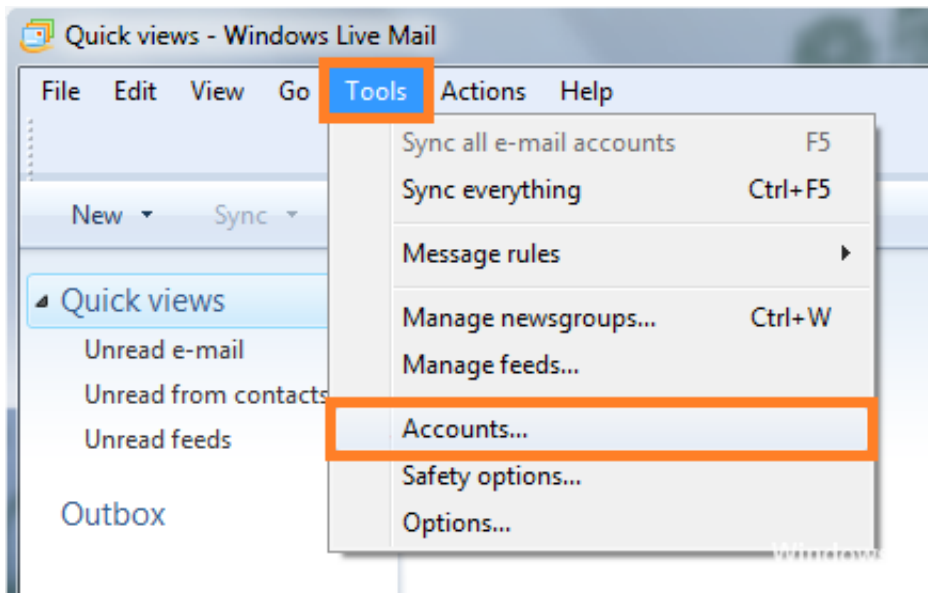 Quick views - Windows Live Mail
File Edit View Go Tools Actions Help
Sync all e-mail accounts F5
Sync everything Ctrl+F5
New Sync
Message rules
Quick views
Manage newsgroups... Ctrl+W
Unread e-mail
Manage feeds...
Unread from contacts
Accounts...
Unread feeds
Safety options...
Outbox
Options...
Windows